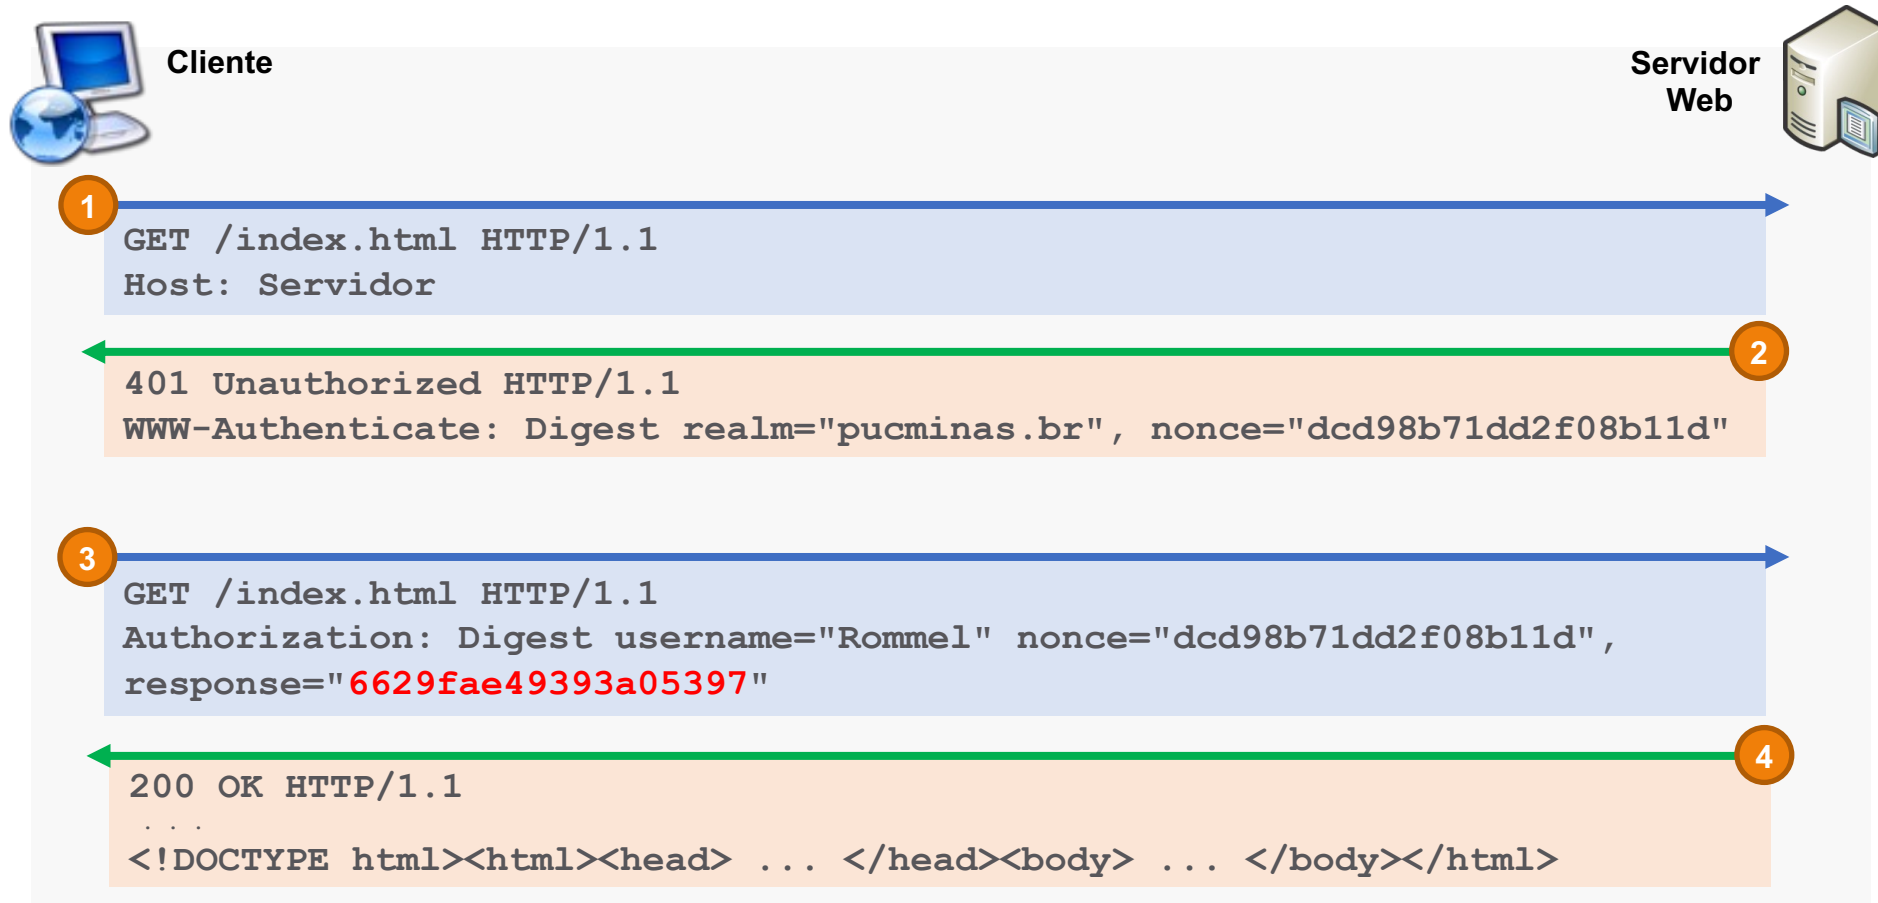 Cliente
Servidor
Web
1
GET /index.html HTTP/1.1
Host: Servidor
2
401 Unauthorized HTTP/1.1
WWW-Authenticate: Digest realm="pucminas.br", nonce="dcd98b71dd2f08b11d"
3
GET /index.html HTTP/1.1
Authorization: Digest username="Rommel" nonce="dcd98b71dd2f08b11d",
response="6629fae49393a05397"
4
200 OK HTTP/1.1
. . .
<!DOCTYPE html><html><head> ... </head><body> ... </body></html>